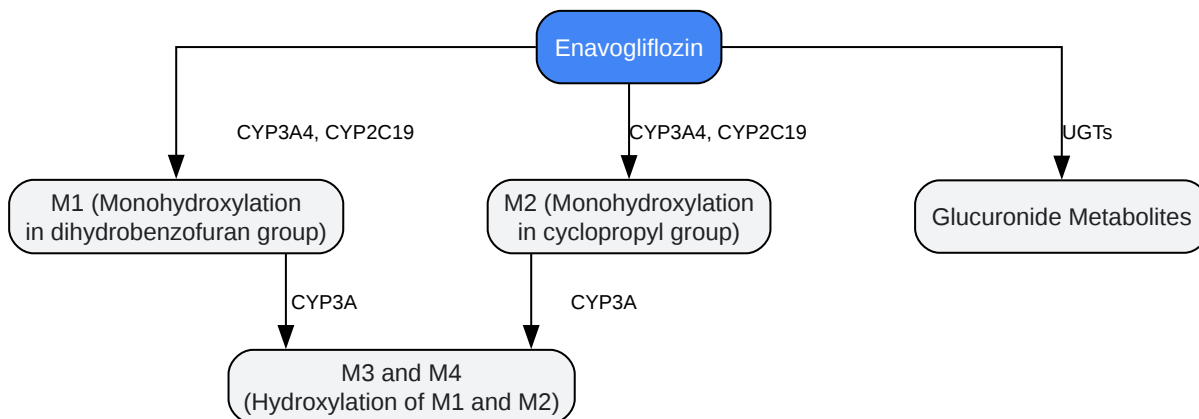 Enavogliflozin
CYP3A4, CYP2C19
CYP3A4, CYP2C19
UGTs
M1 (Monohydroxylation
in dihydrobenzofuran group)
M2 (Monohydroxylation
in cyclopropyl group)
Glucuronide Metabolites
CYP3A
CYP3A
M3 and M4
(Hydroxylation of M1 and M2)